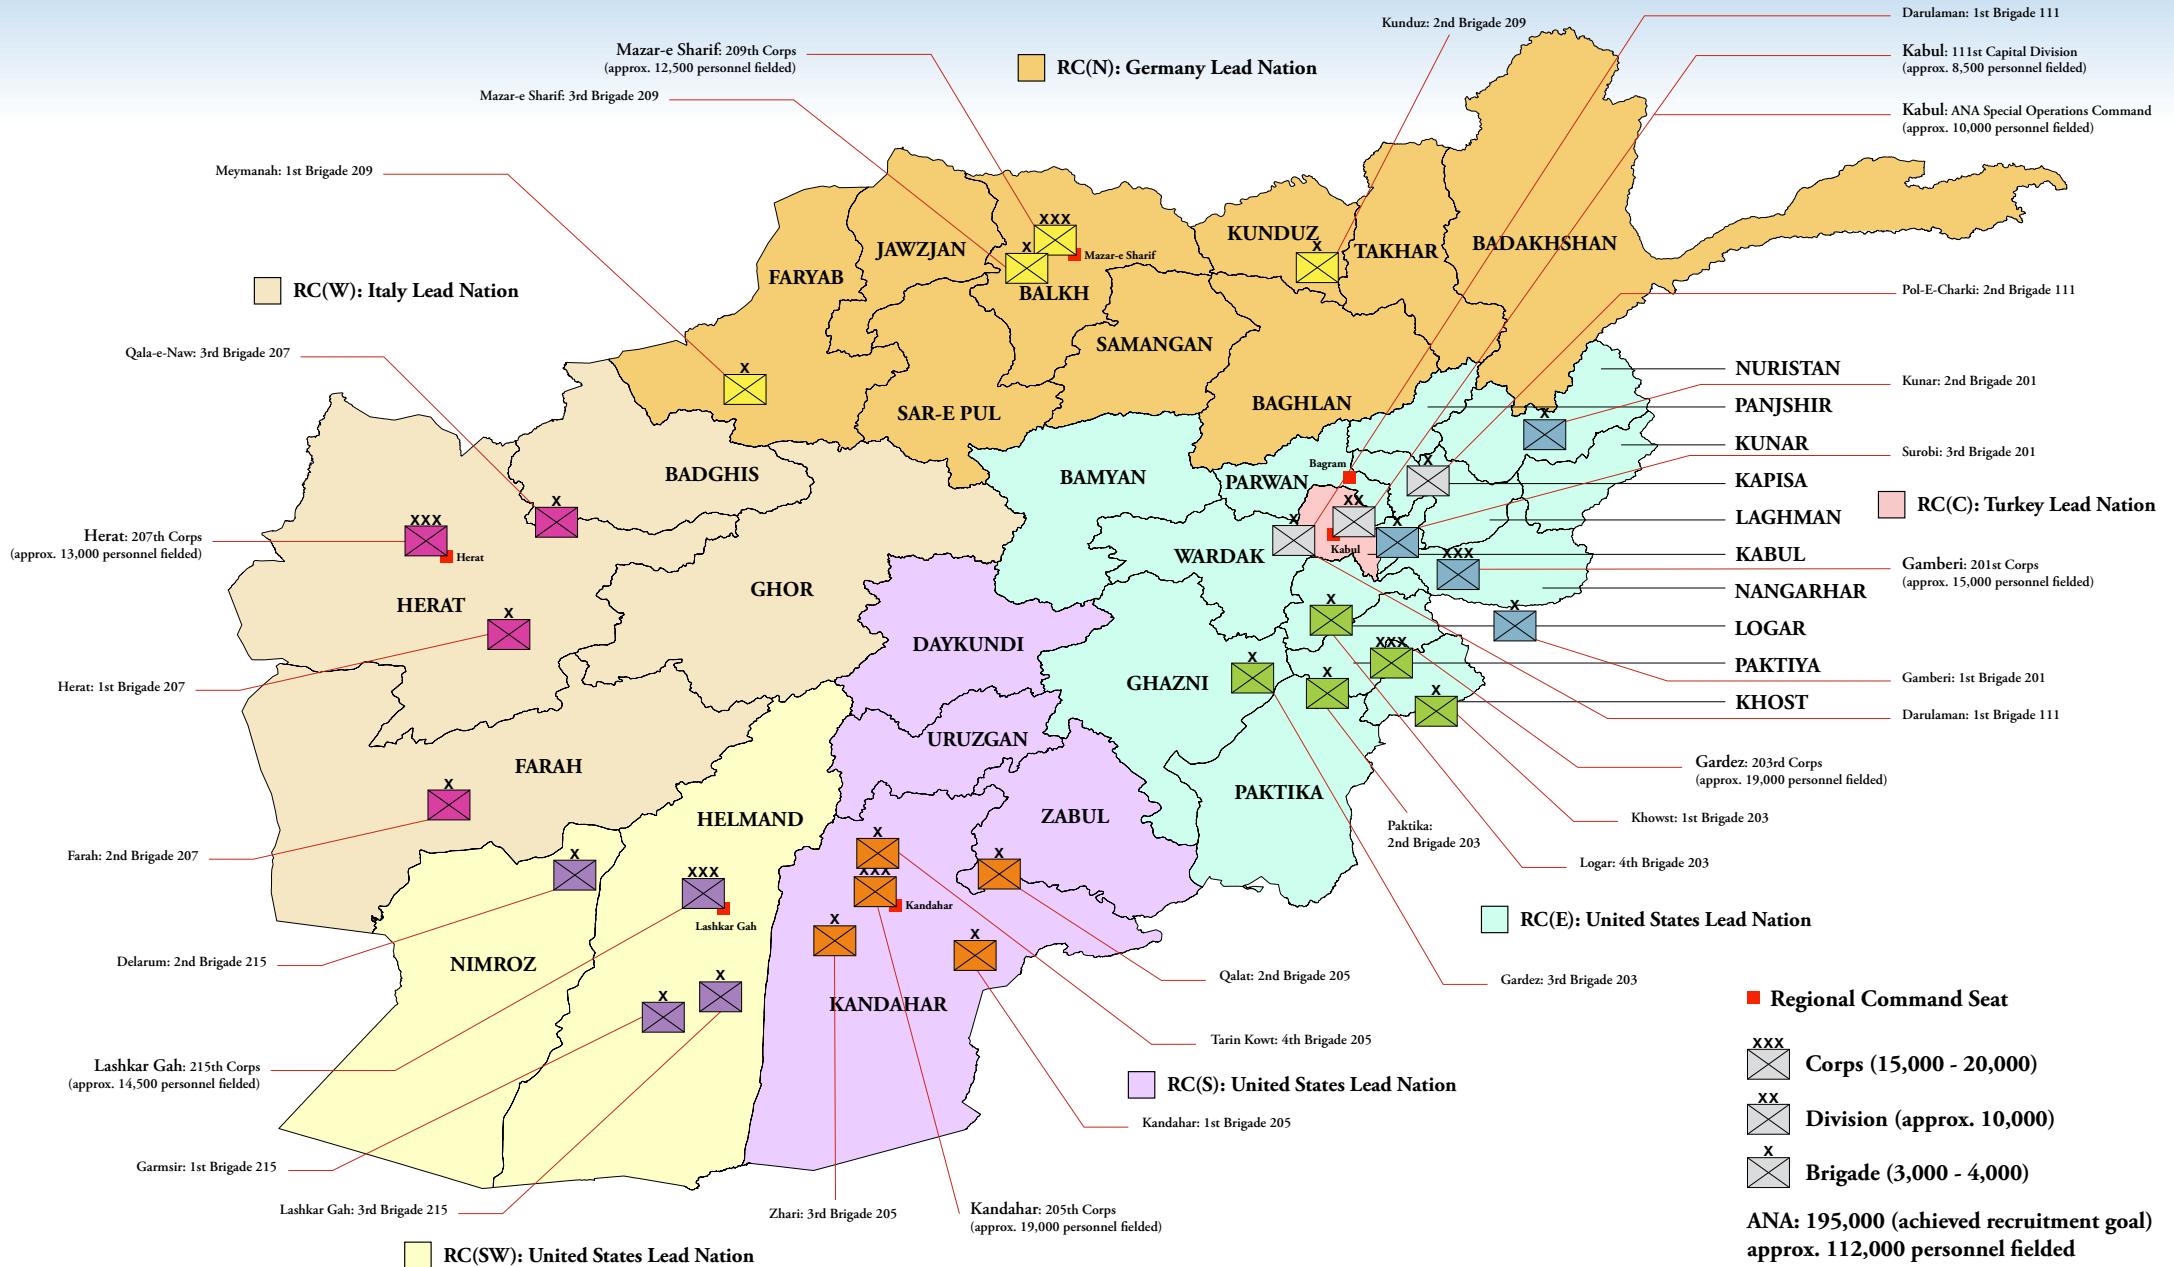 Darulaman: 1st Brigade 111
Kunduz: 2nd Brigade 209
Mazar-e Sharif: 209th Corps
(approx. 12,500 personnel fielded)
Kabul: 111st Capital Division
(approx. 8,500 personnel fielded)
RC(N): Germany Lead Nation
Mazar-e Sharif: 3rd Brigade 209
Kabul: ANA Special Operations Command
(approx. 10,000 personnel fielded)
Meymanah: 1st Brigade 209
XXX
KUNDUZ
X
X
JAWZJAN
TAKHAR
BADAKHSHAN
Mazar-e Sharif
FARYAB
BALKH
RC(W): Italy Lead Nation
Pol-E-Charki: 2nd Brigade 111
SAMANGAN
Qala-e-Naw: 3rd Brigade 207
X
NURISTAN
Kunar: 2nd Brigade 201
SAR-E PUL
BAGHLAN
PANJSHIR
X
KUNAR
Surobi: 3rd Brigade 201
BADGHIS
BAMYAN
Bagram
X
PARWAN
KAPISA
X
XX
RC(C): Turkey Lead Nation
XXX
X
X
LAGHMAN
Herat: 207th Corps
(approx. 13,000 personnel fielded)
Herat
WARDAK
Kabul
XXX
KABUL
Gamberi: 201st Corps
(approx. 15,000 personnel fielded)
GHOR
NANGARHAR
HERAT
X
X
X
LOGAR
DAYKUNDI
XXX
PAKTIYA
X
X
GHAZNI
Gamberi: 1st Brigade 201
Herat: 1st Brigade 207
X
KHOST
Darulaman: 1st Brigade 111
URUZGAN
FARAH
Gardez: 203rd Corps
(approx. 19,000 personnel fielded)
X
PAKTIKA
HELMAND
ZABUL
Khowst: 1st Brigade 203
Paktika:
2nd Brigade 203
X
Farah: 2nd Brigade 207
X
X
Logar: 4th Brigade 203
XXX
XXX
Kandahar
Lashkar Gah
X
RC(E): United States Lead Nation
X
Delarum: 2nd Brigade 215
NIMROZ
X
Qalat: 2nd Brigade 205
Gardez: 3rd Brigade 203
X
KANDAHAR
Regional Command Seat
Tarin Kowt: 4th Brigade 205
XXX
Corps (15,000 - 20,000)
Lashkar Gah: 215th Corps
(approx. 14,500 personnel fielded)
RC(S): United States Lead Nation
XX
Division (approx. 10,000)
Kandahar: 1st Brigade 205
X
Brigade (3,000 - 4,000)
Garmsir: 1st Brigade 215
Lashkar Gah: 3rd Brigade 215
Zhari: 3rd Brigade 205
Kandahar: 205th Corps
(approx. 19,000 personnel fielded)
ANA: 195,000 (achieved recruitment goal)
approx. 112,000 personnel fielded
RC(SW): United States Lead Nation